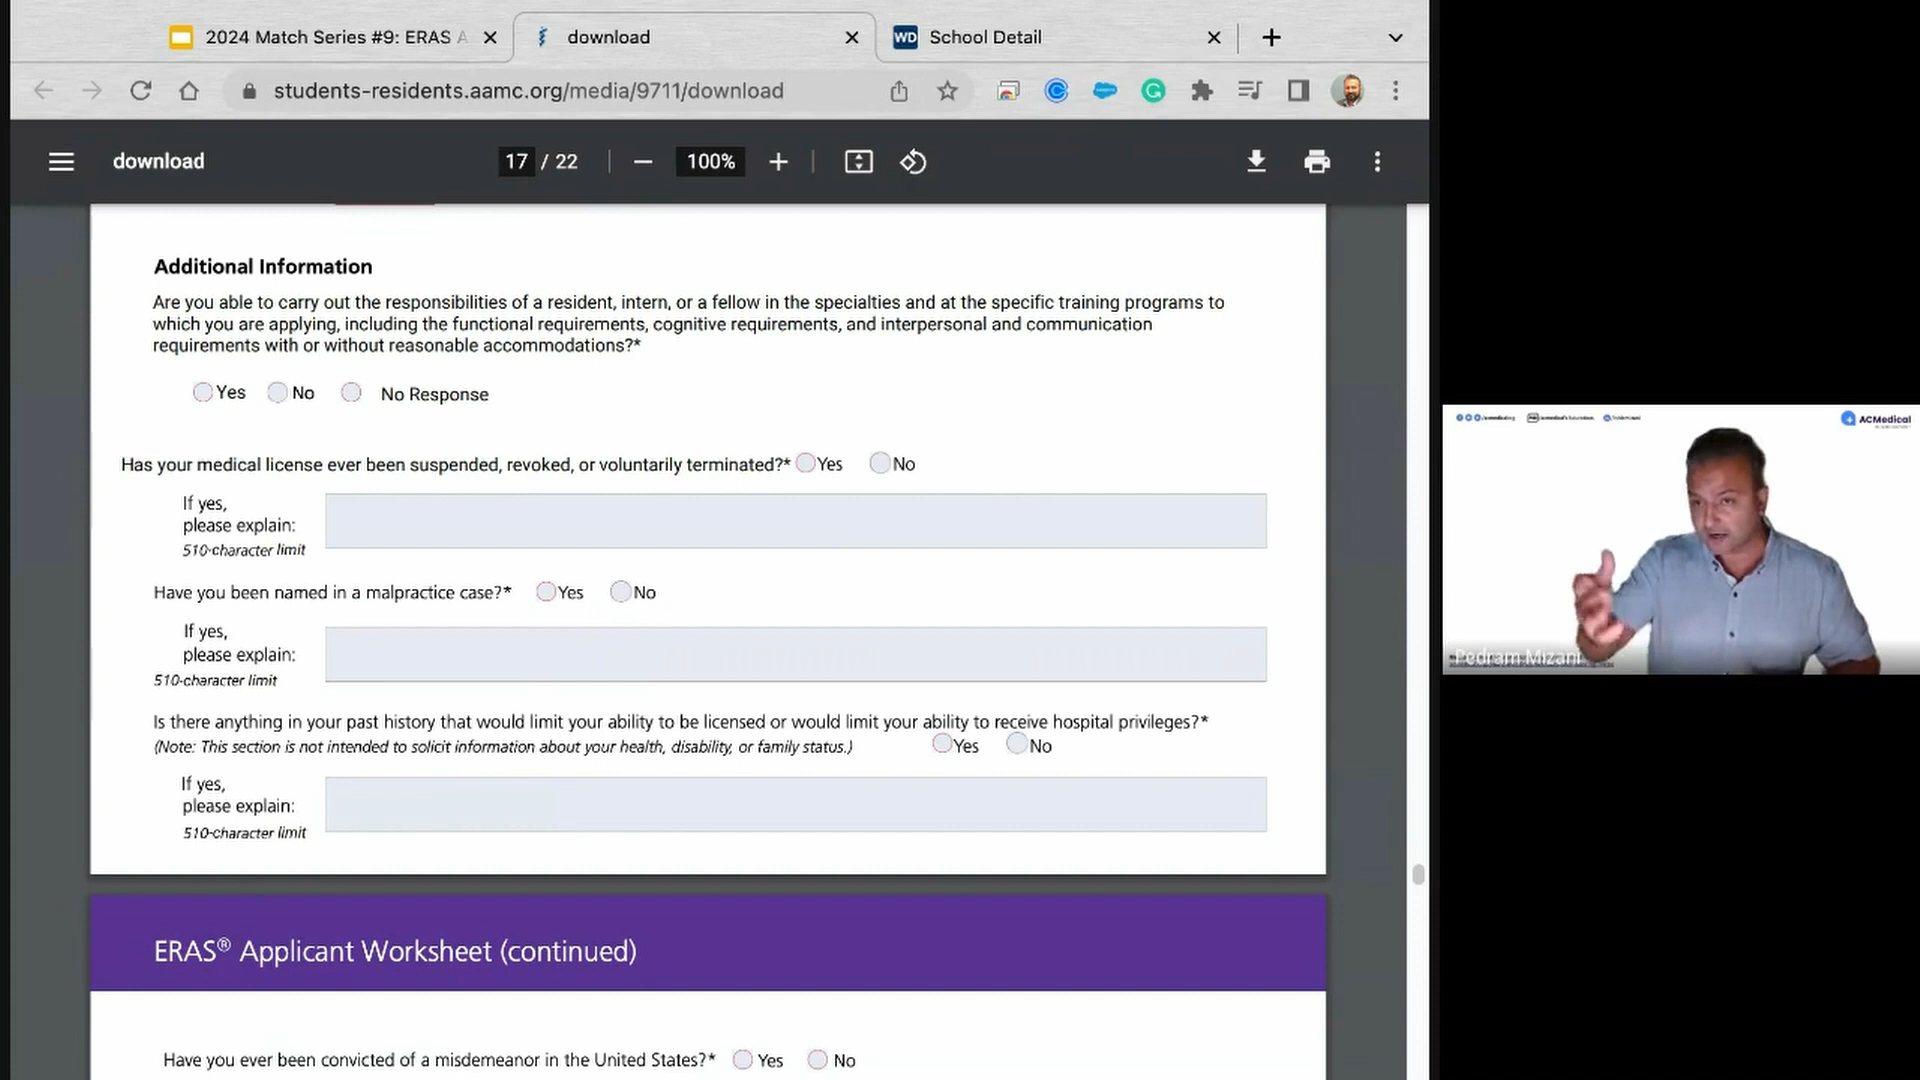 2024 Match Series #9: ERAS A
download
WD
School Detail
students-residents.aamc.org/media/9711/download
download
17 / 22
100%
Additional Information
Are you able to carry out the responsibilities of a resident, intern, or a fellow in the specialties and at the specific training programs to
which you are applying, including the functional requirements, cognitive requirements, and interpersonal and communication
requirements with or without reasonable accommodations?*
Yes No No Response
Has your medical license ever been suspended, revoked, or voluntarily terminated?* Yes No
If yes,
please explain:
510-character limit
Have you been named in a malpractice case?* Yes No
If yes,
please explain:
510-character limit
Is there anything in your past history that would limit your ability to be licensed or would limit your ability to receive hospital privileges?*
(Note: This section is not intended to solicit information about your health, disability, or family status.) Yes No
If yes,
please explain:
510-character limit
ERAS® Applicant Worksheet (continued)
Have you ever been convicted of a misdemeanor in the United States?* Yes No
ACMedical
Pedram Mizani